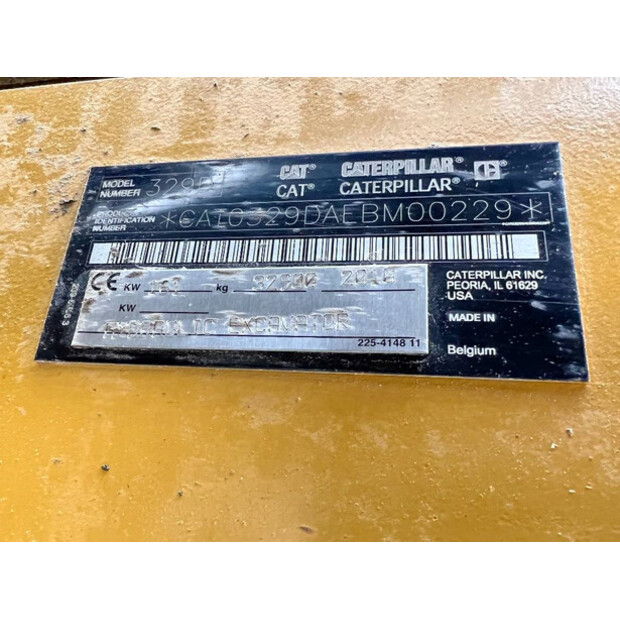 MODEL NUMBER
CAT CATERPILLAR®
CAT® CATERPILLAR®
PRODUCT IDENTIFICATION NUMBER *CAT0329DAEBM00229*
CE KW kg
KW
EXCAVATOR
225-4148 11
CATERPILLAR INC.
PEORIA, IL 61629
USA
MADE IN
Belgium